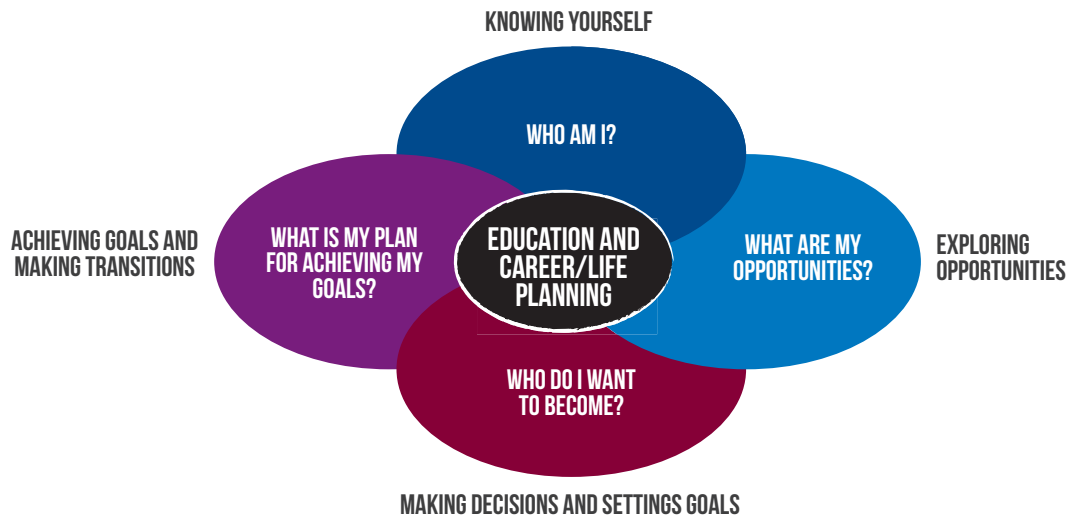 KNOWING YOURSELF
WHO AM I?
ACHIEVING GOALS AND
MAKING TRANSITIONS
WHAT IS MY PLAN
FOR ACHIEVING MY
GOALS?
EDUCATION AND
CAREER/LIFE
PLANNING
WHAT ARE MY
OPPORTUNITIES?
EXPLORING
OPPORTUNITIES
WHO DO I WANT
TO BECOME?
MAKING DECISIONS AND SETTINGS GOALS